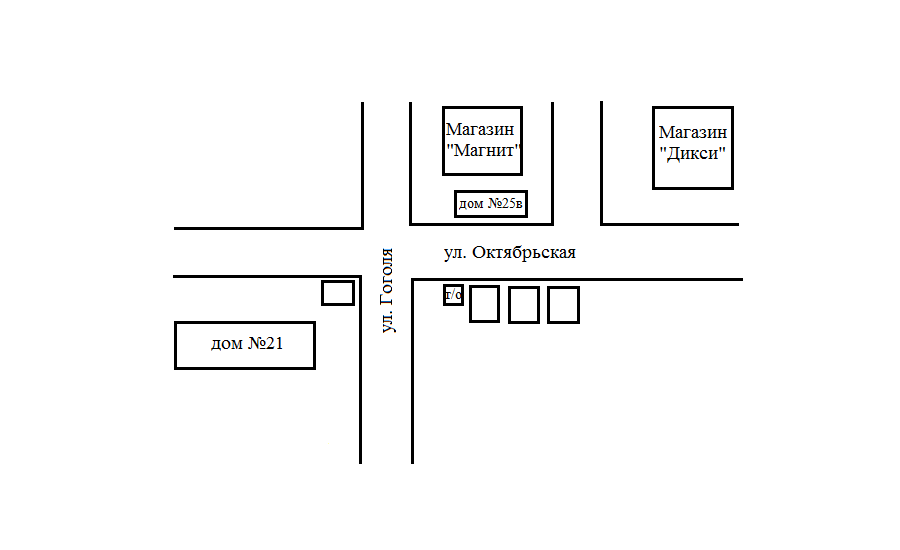 Магазин
"Магнит"
Магазин
"Дикси"
дом №25в
ул. Октябрьская
ул. Гоголя
т/о
дом №21